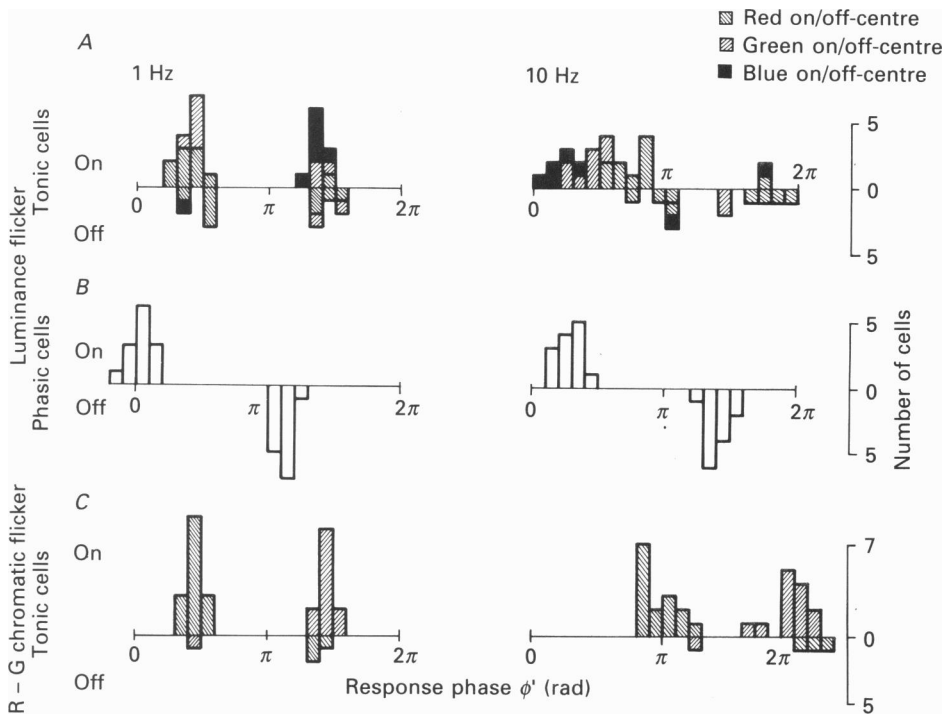 Red on/off-centre
Green on/off-centre
Blue on/off-centre
A
1 Hz
10 Hz
Luminance flicker
Tonic cells
On
Off
0
π
2π
0
π
2π
5
0
5
B
Phasic cells
On
Off
0
π
2π
0
π
2π
5
0
5
Number of cells
C
R – G chromatic flicker
Tonic cells
On
Off
0
π
2π
0
π
2π
7
0
5
Response phase ϕ' (rad)